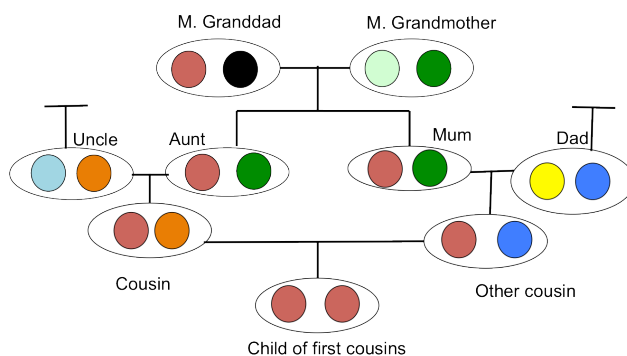 M. Granddad
M. Grandmother
Uncle
Aunt
Mum
Dad
Cousin
Other cousin
Child of first cousins